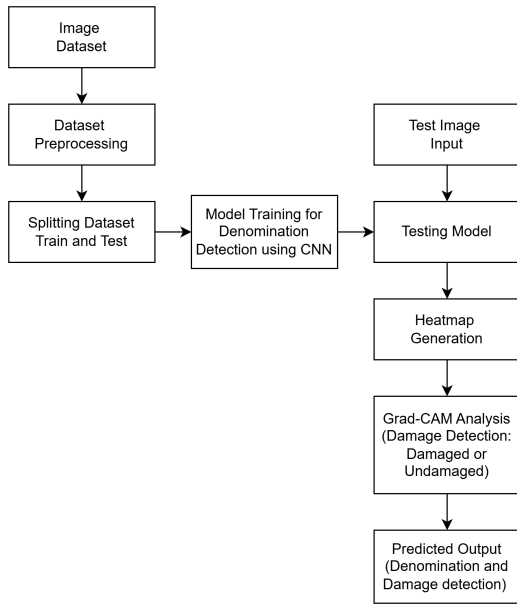 Image
Dataset
Dataset
Preprocessing
Splitting Dataset
Train and Test
Model Training for
Denomination
Detection using CNN
Test Image
Input
Testing Model
Heatmap
Generation
Grad-CAM Analysis
(Damage Detection:
Damaged or
Undamaged)
Predicted Output
(Denomination and
Damage detection)